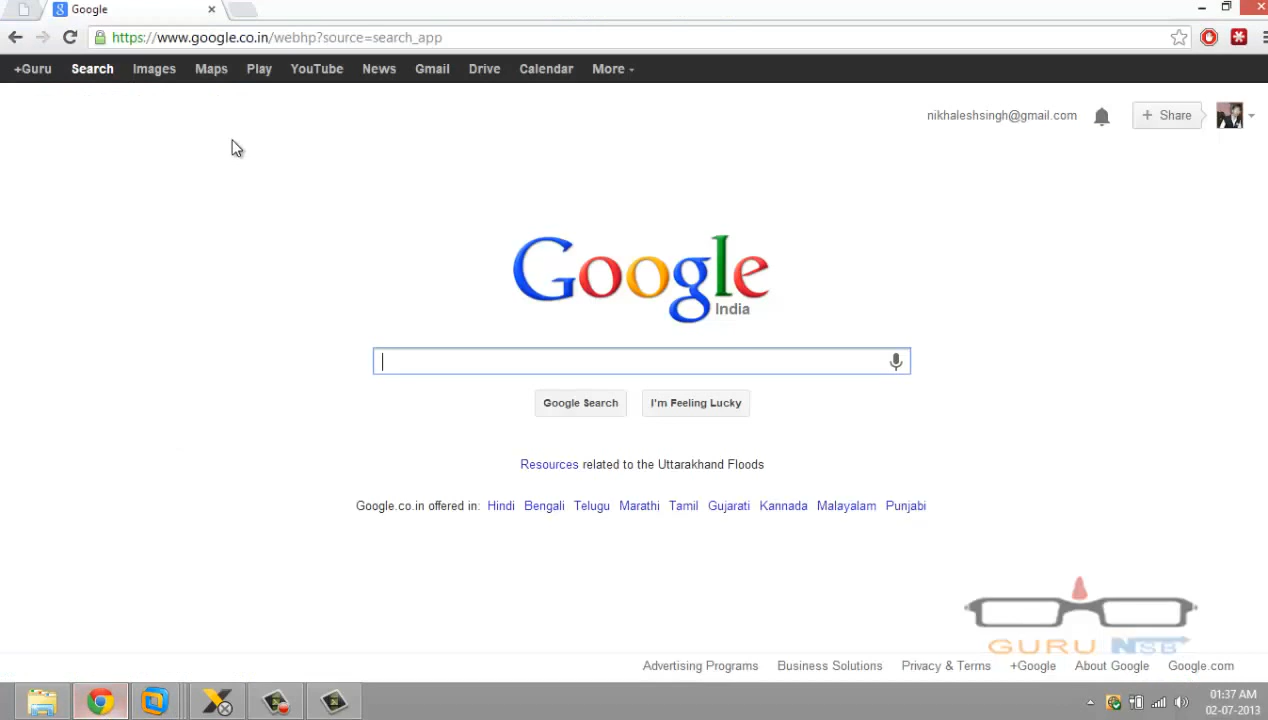 Google
https://www.google.co.in/webhp?source=search_app
+Guru Search Images Maps Play YouTube News Gmail Drive Calendar More
nikhaleshsingh@gmail.com + Share
Google
India
Google Search I'm Feeling Lucky
Resources related to the Uttarakhand Floods
Google.co.in offered in: Hindi Bengali Telugu Marathi Tamil Gujarati Kannada Malayalam Punjabi
GURU NSB
Advertising Programs Business Solutions Privacy & Terms +Google About Google Google.com
01:37 AM
02-07-2013